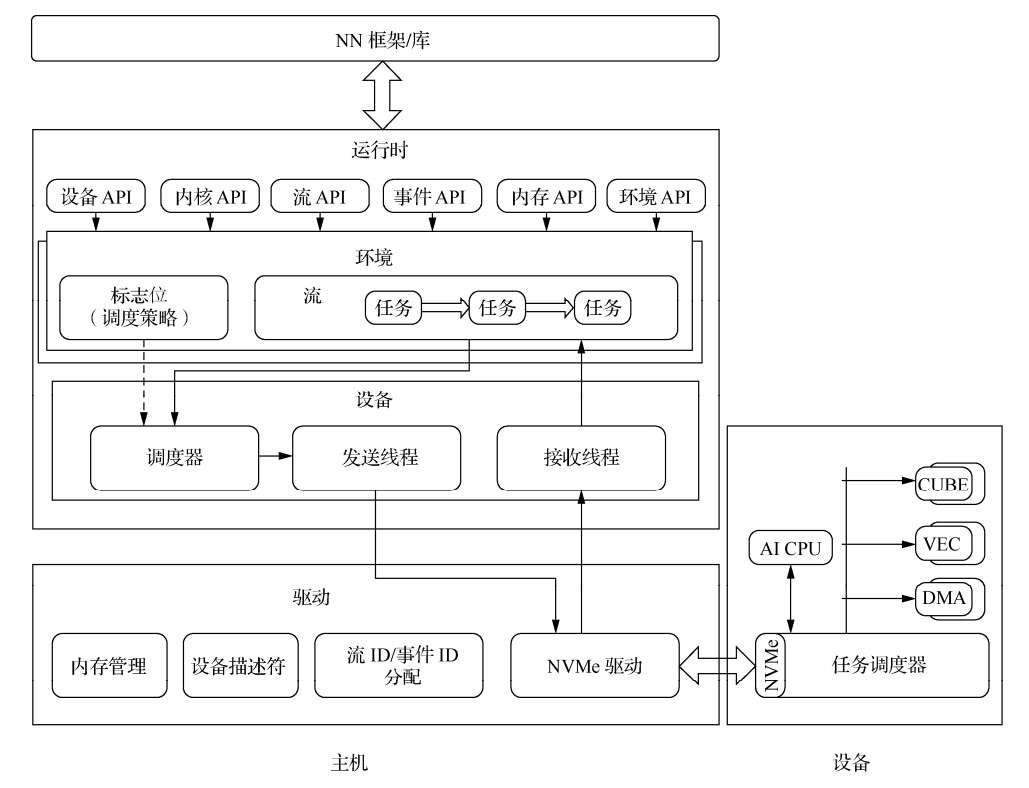 NN 框架/库
运行时
设备 API
内核 API
流 API
事件 API
内存 API
环境 API
环境
标志位
（调度策略）
流
任务
任务
任务
设备
调度器
发送线程
接收线程
CUBE
AI CPU
VEC
DMA
驱动
内存管理
设备描述符
流 ID/事件 ID
分配
NVMe 驱动
NVMe
任务调度器
主机
设备